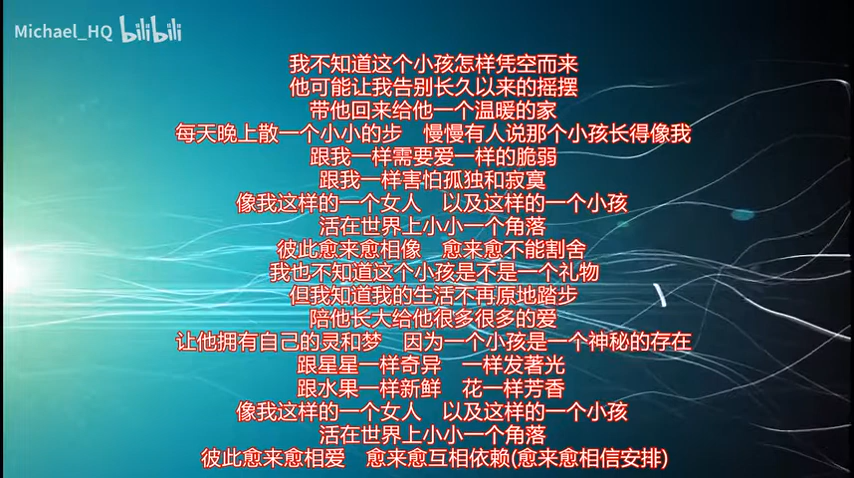 Michael_HQ bilibili
我不知道这个小孩怎样凭空而来
他可能让我告别长久以来的摇摆
带他回来给他一个温暖的家
每天晚上散一个小小的步　慢慢有人说那个小孩长得像我
跟我一样需要爱一样的脆弱
跟我一样害怕孤独和寂寞
像我这样的一个女人　以及这样的一个小孩
活在世界上小小一个角落
彼此愈来愈相像　愈来愈不能割舍
我也不知道这个小孩是不是一个礼物
但我知道我的生活不再原地踏步
陪他长大给他很多很多的爱
让他拥有自己的灵和梦　因为一个小孩是一个神秘的存在
跟星星一样奇异　一样发著光
跟水果一样新鲜　花一样芳香
像我这样的一个女人　以及这样的一个小孩
活在世界上小小一个角落
彼此愈来愈相爱　愈来愈互相依赖(愈来愈相信安排)